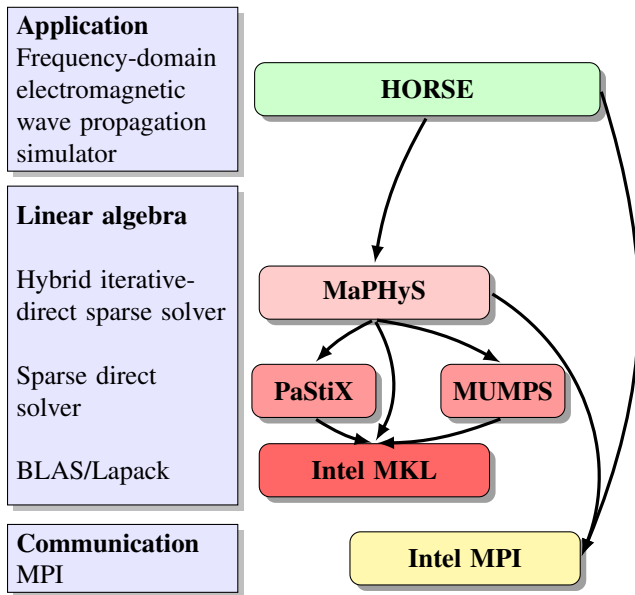 Application
Frequency-domain
electromagnetic
wave propagation
simulator
HORSE
Linear algebra
Hybrid iterative-
direct sparse solver
MaPHyS
Sparse direct
solver
PaStiX
MUMPS
BLAS/Lapack
Intel MKL
Communication
MPI
Intel MPI